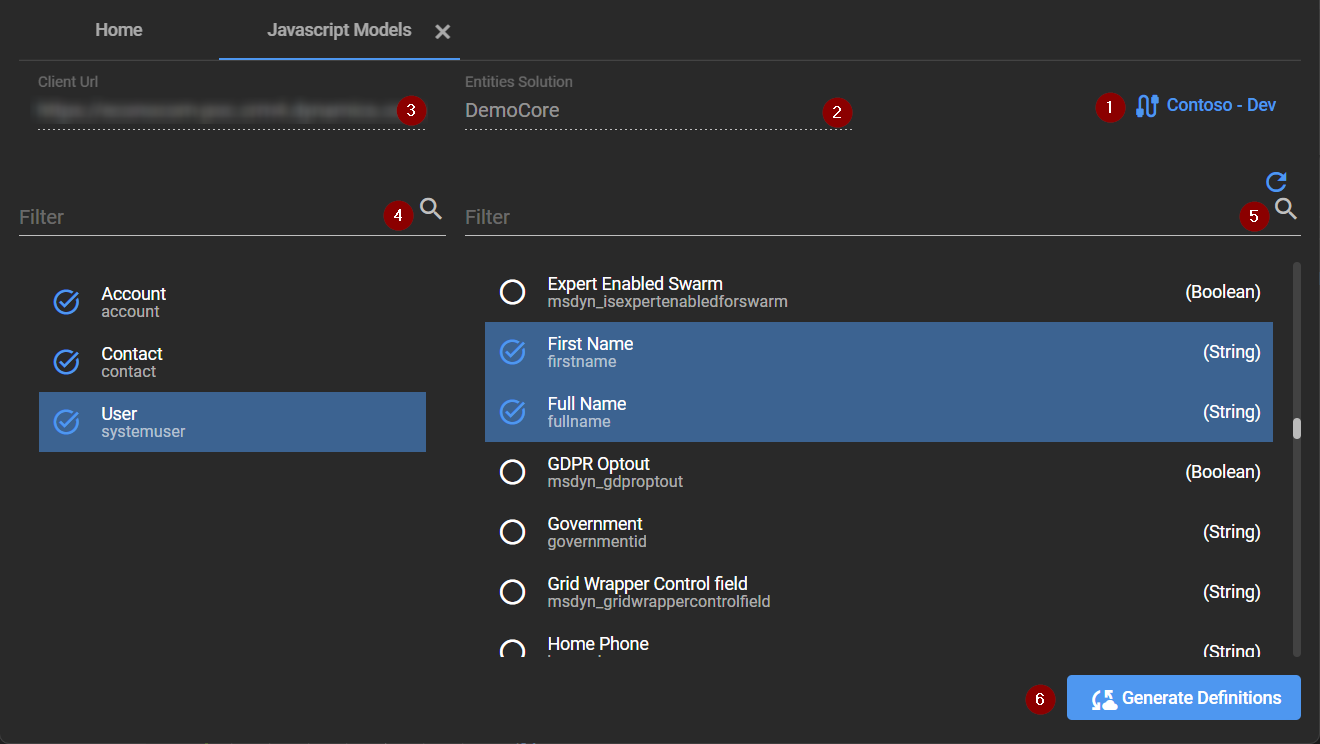 Home
Javascript Models
Client Url
Entities Solution
3
DemoCore
2
1
Contoso - Dev
Filter
4
Filter
5
Account
account
Contact
contact
User
systemuser
Expert Enabled Swarm
msdyn_isexpertenabledforswarm
(Boolean)
First Name
firstname
(String)
Full Name
fullname
(String)
GDPR Optout
msdyn_gdproptout
(Boolean)
Government
governmentid
(String)
Grid Wrapper Control field
msdyn_gridwrappercontrolfield
(String)
Home Phone
(String)
6
Generate Definitions